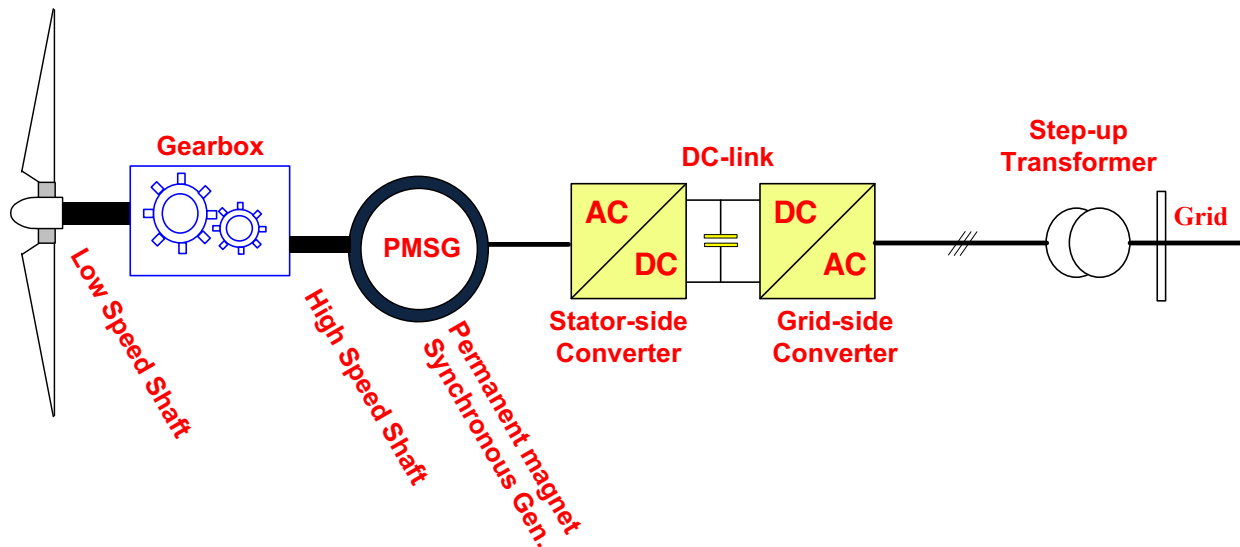 Gearbox
Low Speed Shaft
High Speed Shaft
PMSG
Permanent magnet
Synchronous Gen.
AC
DC
Stator-side
Converter
DC-link
DC
AC
Grid-side
Converter
Step-up
Transformer
Grid